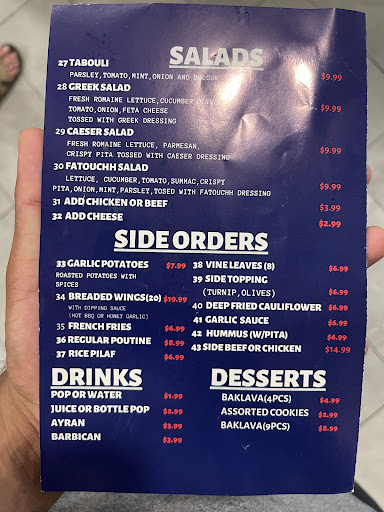 SALADS
27 TABOULI
PARSLEY,TOMATO,MINT,ONION AND BULGUR $9.99
28 GREEK SALAD
FRESH ROMAINE LETTUCE,CUCUMBER,OLIVE
TOMATO,ONION,FETA CHEESE $9.99
TOSSED WITH GREEK DRESSING
29 CAESER SALAD
FRESH ROMAINE LETTUCE, PARMESAN,
CRISPY PITA TOSSED WITH CAESER DRESSING $9.99
30 FATOUCHH SALAD
LETTUCE, CUCUMBER,TOMATO,SUMMAC,CRISPY
PITA,ONION,MINT,PARSLEY,TOSED WITH FATOUCHH DRESSING $9.99
31 ADD CHICKEN OR BEEF $3.99
32 ADD CHEESE $2.99
SIDE ORDERS
33 GARLIC POTATOES $7.99
ROASTED POTATOES WITH
SPICES
34 BREADED WINGS(20) $19.99
WITH DIPPING SAUCE
(HOT BBQ OR HONEY GARLIC)
35 FRENCH FRIES $6.99
36 REGULAR POUTINE $8.99
37 RICE PILAF $6.99
38 VINE LEAVES (8) $6.99
39 SIDE TOPPING
(TURNIP,OLIVES) $6.99
40 DEEP FRIED CAULIFLOWER $6.99
41 GARLIC SAUCE $6.99
42 HUMMUS (W/PITA) $6.99
43 SIDE BEEF OR CHICKEN $14.99
DRINKS
POP OR WATER $1.99
JUICE OR BOTTLE POP $2.99
AYRAN $3.99
BARBICAN $3.99
DESSERTS
BAKLAVA(4PCS) $4.99
ASSORTED COOKIES $2.99
BAKLAVA(9PCS) $8.99